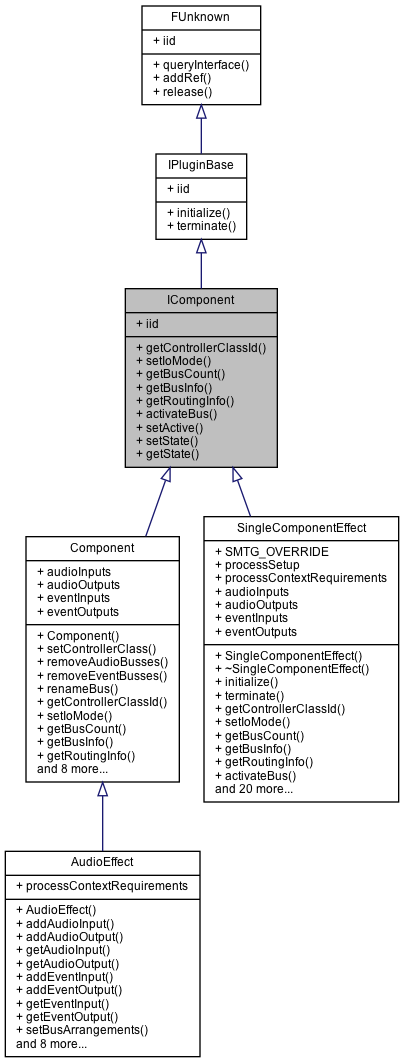 FUnknown
+ iid
+ queryInterface()
+ addRef()
+ release()
IPluginBase
+ iid
+ initialize()
+ terminate()
IComponent
+ iid
+ getControllerClassId()
+ setIoMode()
+ getBusCount()
+ getBusInfo()
+ getRoutingInfo()
+ activateBus()
+ setActive()
+ setState()
+ getState()
Component
+ audioInputs
+ audioOutputs
+ eventInputs
+ eventOutputs
+ Component()
+ setControllerClass()
+ removeAudioBusses()
+ removeEventBusses()
+ renameBus()
+ getControllerClassId()
+ setIoMode()
+ getBusCount()
+ getBusInfo()
+ getRoutingInfo()
and 8 more...
SingleComponentEffect
+ SMTG_OVERRIDE
+ processSetup
+ processContextRequirements
+ audioInputs
+ audioOutputs
+ eventInputs
+ eventOutputs
+ SingleComponentEffect()
+ ~SingleComponentEffect()
+ initialize()
+ terminate()
+ getControllerClassId()
+ setIoMode()
+ getBusCount()
+ getBusInfo()
+ getRoutingInfo()
+ activateBus()
and 20 more...
AudioEffect
+ processContextRequirements
+ AudioEffect()
+ addAudioInput()
+ addAudioOutput()
+ getAudioInput()
+ getAudioOutput()
+ addEventInput()
+ addEventOutput()
+ getEventInput()
+ getEventOutput()
+ setBusArrangements()
and 8 more...